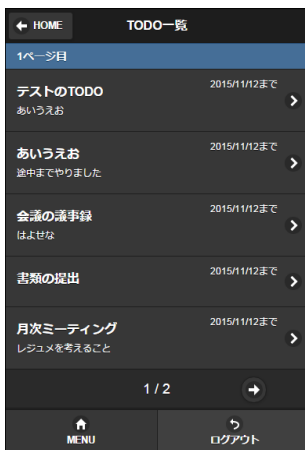 HOME
TODO一覧
1ページ目
2015/11/12まで
テストのTODO
あいうえお
2015/11/12まで
あいうえお
途中までやりました
2015/11/12まで
会議の議事録
はよせな
2015/11/12まで
書類の提出
2015/11/12まで
月次ミーティング
レジュメを考えること
1 / 2
MENU
ログアウト